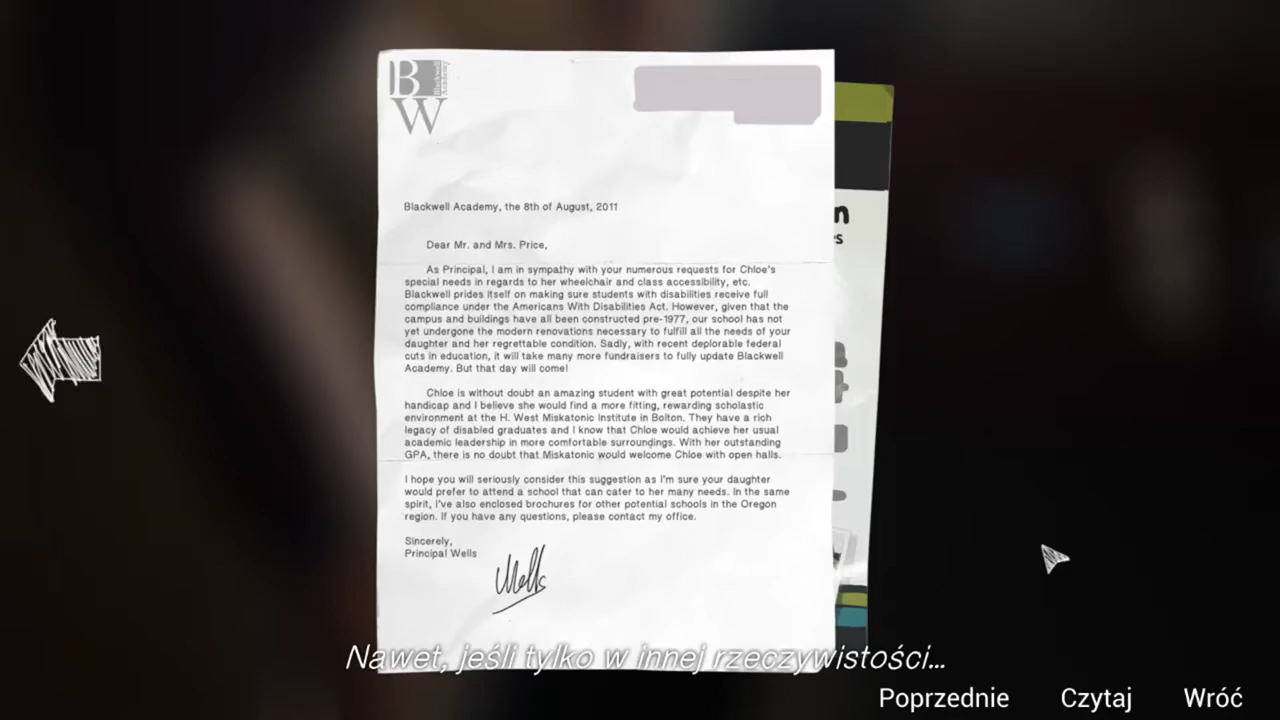 B
W
Blackwell
Academy
Blackwell Academy, the 8th of August, 2011
Dear Mr. and Mrs. Price,
As Principal, I am in sympathy with your numerous requests for Chloe's
special needs in regards to her wheelchair and class accessibility, etc.
Blackwell prides itself on making sure students with disabilities receive full
compliance under the Americans With Disabilities Act. However, given that the
campus and buildings have all been constructed pre-1977, our school has not
yet undergone the modern renovations necessary to fulfill all the needs of your
daughter and her regrettable condition. Sadly, with recent deplorable federal
cuts in education, it will take many more fundraisers to fully update Blackwell
Academy. But that day will come!
Chloe is without doubt an amazing student with great potential despite her
handicap and I believe she would find a more fitting, rewarding scholastic
environment at the H. West Miskatonic Institute in Bolton. They have a rich
legacy of disabled graduates and I know that Chloe would achieve her usual
academic leadership in more comfortable surroundings. With her outstanding
GPA, there is no doubt that Miskatonic would welcome Chloe with open halls.
I hope you will seriously consider this suggestion as I'm sure your daughter
would prefer to attend a school that can cater to her many needs. In the same
spirit, i've also enclosed brochures for other potential schools in the Oregon
region. If you have any questions, please contact my office.
Sincerely,
Principal Wells
Wells
n
es
Nawet, jeśli tylko w innej rzeczywistości...
Poprzednie Czytaj Wróć